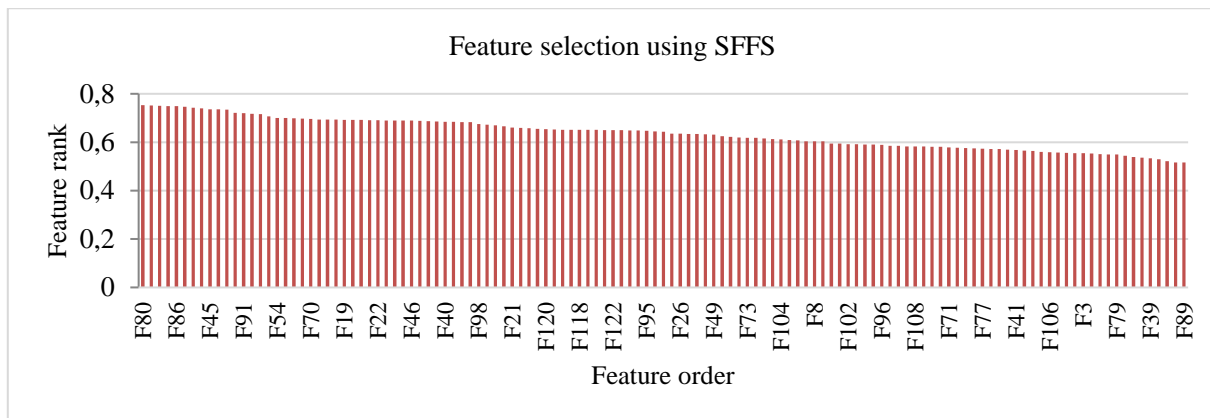 Feature selection using SFFS
0,8
0,6
0,4
0,2
0
Feature rank
F80 F86 F45 F91 F54 F70 F19 F22 F46 F40 F98 F21 F120 F118 F122 F95 F26 F49 F73 F104 F8 F102 F96 F108 F71 F77 F41 F106 F3 F79 F39 F89
Feature order